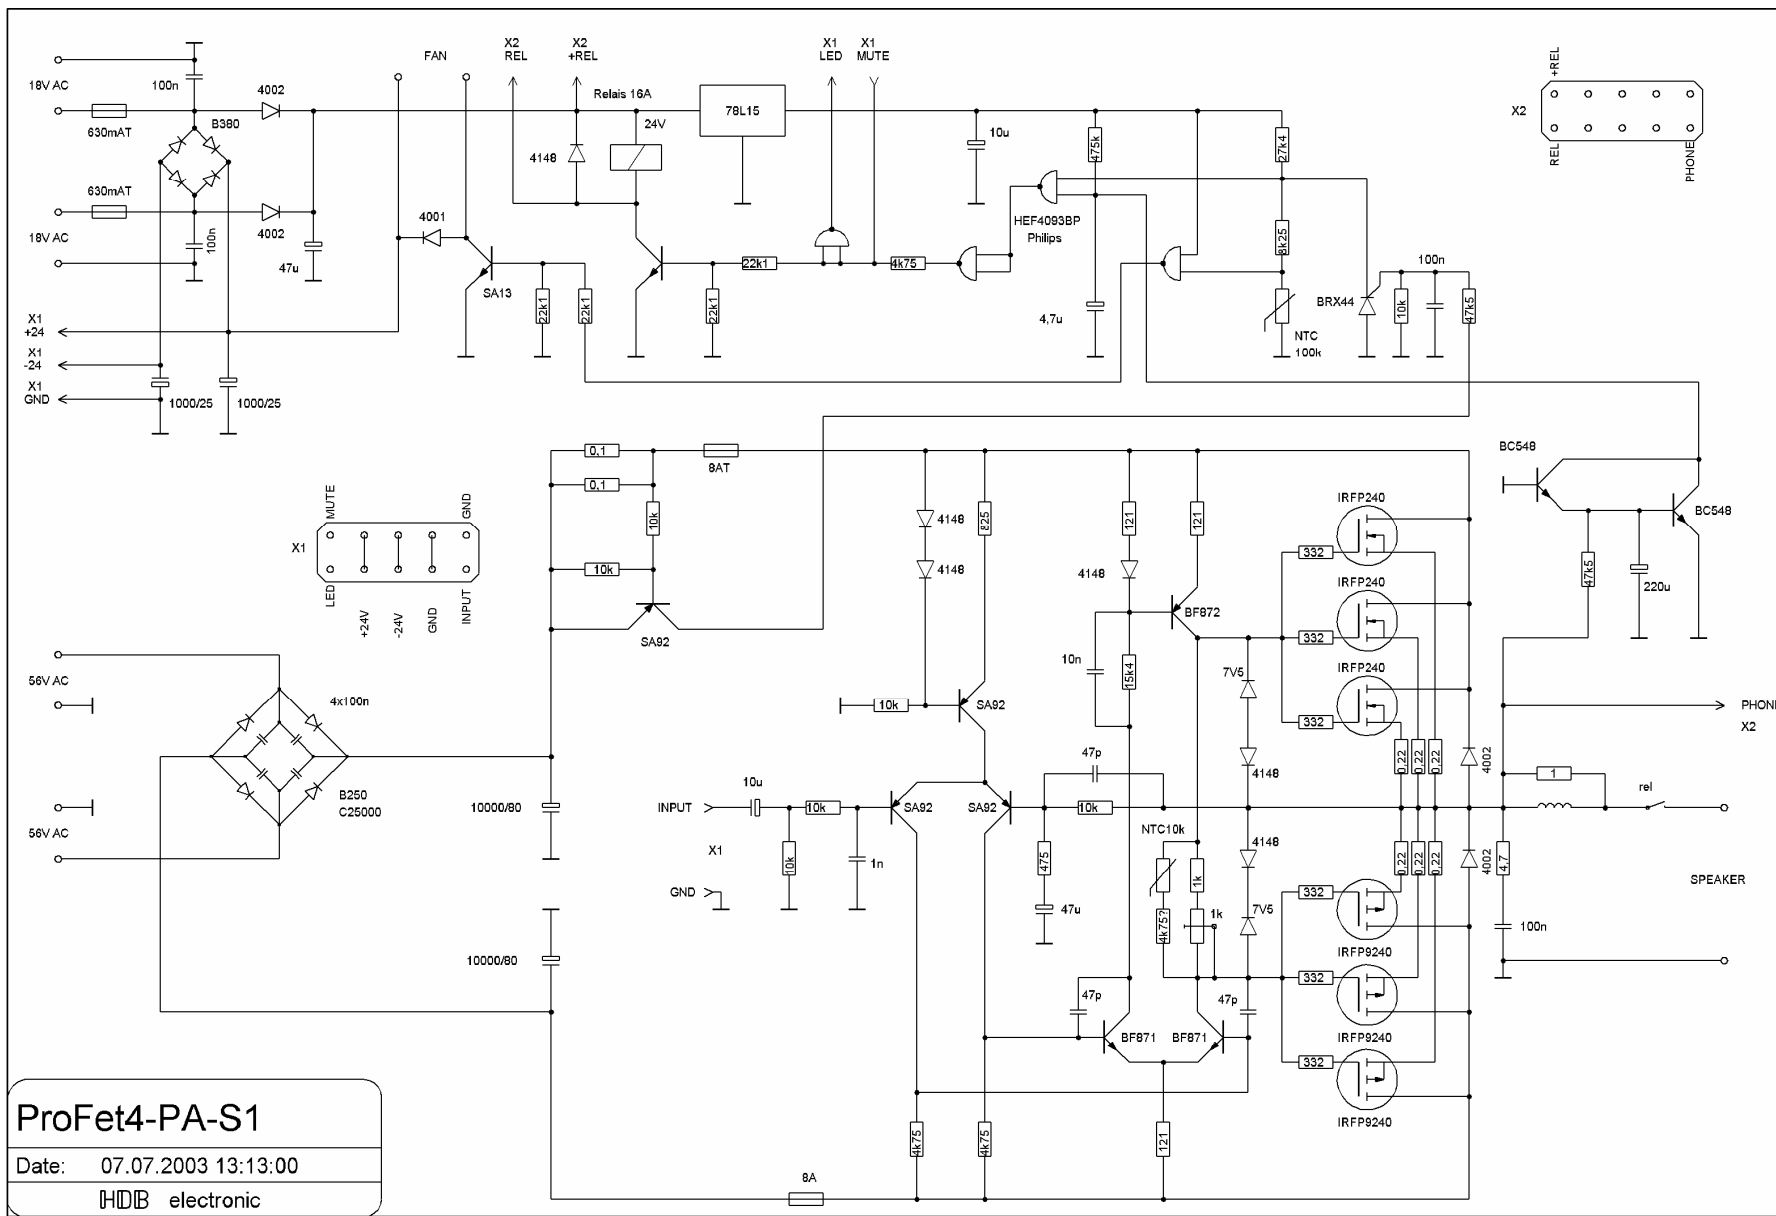 X2
REL
X2
+REL
X1
LED
X1
MUTE
FAN
18V AC
100n
4002
630mAT
B380
Relais 16A
24V
78L15
4148
10u
475k
27k4
+REL
X2
REL
PHONE
630mAT
4001
HEF4093BP
Philips
8k25
18V AC
100n
4002
47u
SA13
22k1
4k75
100n
BRX44
10k
47k5
22k1
22k1
22k1
4,7u
NTC
100k
X1
+24
X1
-24
X1
GND
1000/25
1000/25
0,1
8AT
0,1
BC548
BC548
MUTE
GND
X1
LED
+24V
-24V
GND
INPUT
10k
10k
SA92
4148
4148
825
121
121
4148
BF872
IRFP240
332
IRFP240
332
IRFP240
332
47k5
220u
56V AC
4x100n
10n
15k4
7V5
10k
SA92
PHON
X2
47p
4148
0,22
0,22
0,22
4002
1
rel
B250
C25000
10000/80
10u
INPUT
10k
SA92
SA92
10k
56V AC
X1
10k
1n
GND
475
47u
NTC10k
4148
1k
4k75?
1k
7V5
0,22
0,22
0,22
4002
4,7
SPEAKER
332
100n
IRFP9240
332
IRFP9240
332
IRFP9240
10000/80
47p
47p
BF871
BF871
4k75
4k75
121
8A
ProFet4-PA-S1
Date: 07.07.2003 13:13:00
HDB electronic